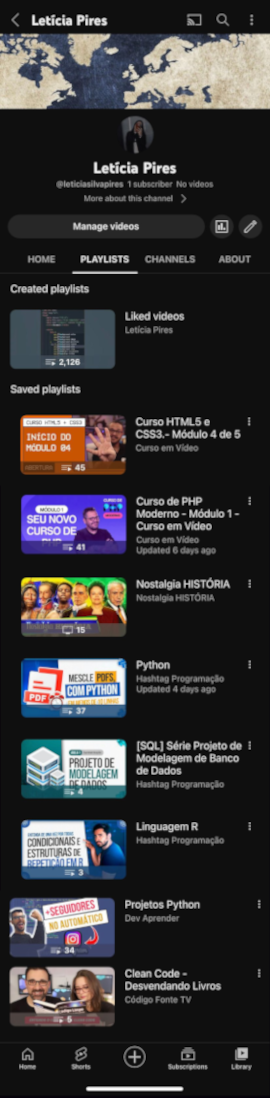 Letícia Pires
Letícia Pires
@leticiasilvapires 1 subscriber No videos
More about this channel
Manage videos
HOME PLAYLISTS CHANNELS ABOUT
Created playlists
Liked videos
Letícia Pires
2,126
Saved playlists
CURSO HTML5 + CSS3
INÍCIO DO
MÓDULO 04
ABERTURA
45
Curso HTML5 e
CSS3.- Módulo 4 de 5
Curso em Vídeo
MÓDULO 1
SEU NOVO
CURSO DE
PHP
41
Curso de PHP
Moderno - Módulo 1 -
Curso em Vídeo
Curso em Vídeo
Updated 6 days ago
15
Nostalgia HISTÓRIA
Nostalgia HISTÓRIA
MESCLE PDFS,
COM PYTHON
PDF
37
Python
Hashtag Programação
Updated 4 days ago
PROJETO DE
MODELAGEM
DE DADOS
4
[SQL] Série Projeto de
Modelagem de Banco
de Dados
Hashtag Programação
ENTENDA DE UMA VEZ POR TODAS
CONDICIONAIS E
ESTRUTURAS DE
REPETIÇÃO EM R
3
Linguagem R
Hashtag Programação
+SEGUIDORES
NO AUTOMÁTICO
34
Projetos Python
Dev Aprender
5
Clean Code -
Desvendando Livros
Código Fonte TV
Home Shorts Subscriptions Library